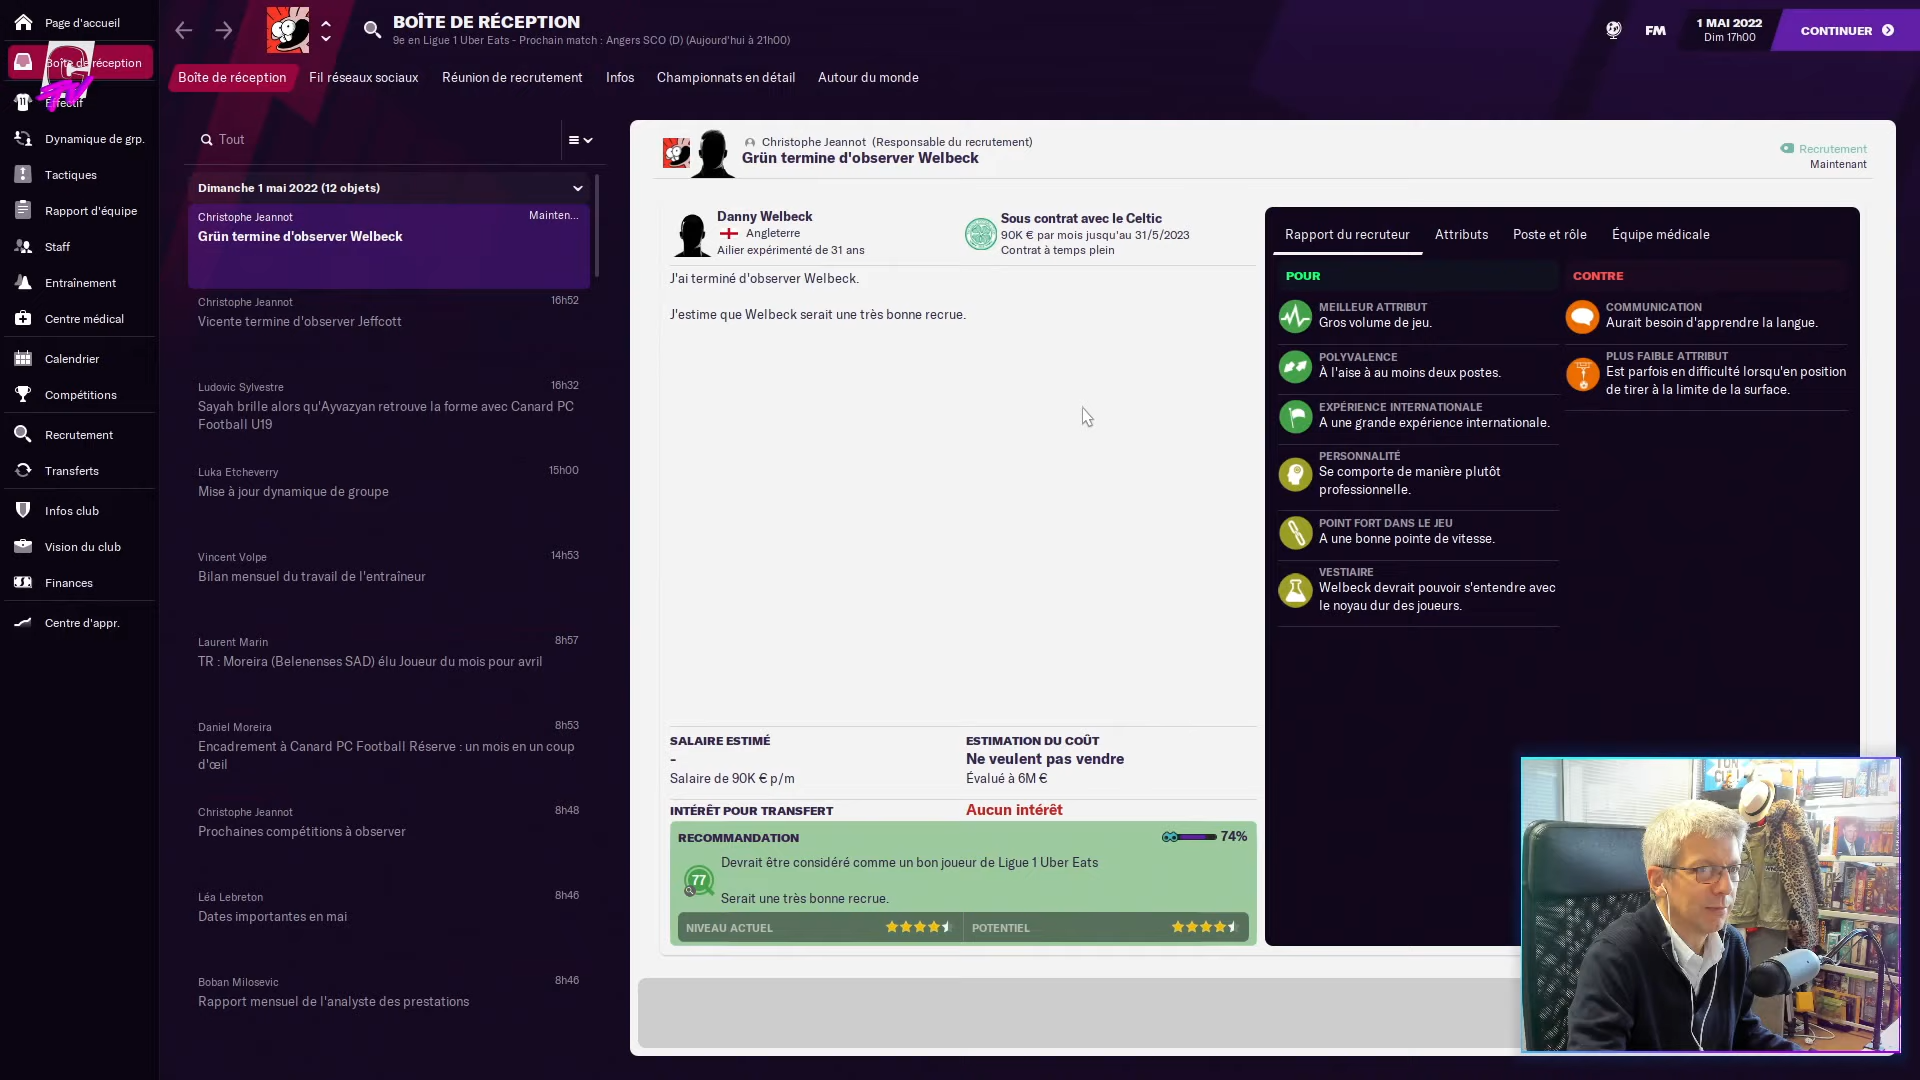 Page d'accueil
Boîte de réception
Effectif
Dynamique de grp.
Tactiques
Rapport d'équipe
Staff
Entraînement
Centre médical
Calendrier
Compétitions
Recrutement
Transferts
Infos club
Vision du club
Finances
Centre d'appr.
BOÎTE DE RÉCEPTION
9e en Ligue 1 Uber Eats - Prochain match : Angers SCO (D) (Aujourd'hui à 21h00)
FM
1 MAI 2022
Dim 17h00
CONTINUER
Boîte de réception Fil réseaux sociaux Réunion de recrutement Infos Championnats en détail Autour du monde
Tout
Dimanche 1 mai 2022 (12 objets)
Christophe Jeannot Mainten...
Grün termine d'observer Welbeck
Christophe Jeannot 16h52
Vicente termine d'observer Jeffcott
Ludovic Sylvestre 16h32
Sayah brille alors qu'Ayvazyan retrouve la forme avec Canard PC
Football U19
Luka Etcheverry 15h00
Mise à jour dynamique de groupe
Vincent Volpe 14h53
Bilan mensuel du travail de l'entraîneur
Laurent Marin 8h57
TR : Moreira (Belenenses SAD) élu Joueur du mois pour avril
Daniel Moreira 8h53
Encadrement à Canard PC Football Réserve : un mois en un coup
d'œil
Christophe Jeannot 8h48
Prochaines compétitions à observer
Léa Lebreton 8h46
Dates importantes en mai
Boban Milosevic 8h46
Rapport mensuel de l'analyste des prestations
Christophe Jeannot (Responsable du recrutement)
Grün termine d'observer Welbeck
Recrutement
Maintenant
Danny Welbeck
Angleterre
Ailier expérimenté de 31 ans
Sous contrat avec le Celtic
90K € par mois jusqu'au 31/5/2023
Contrat à temps plein
J'ai terminé d'observer Welbeck.
J'estime que Welbeck serait une très bonne recrue.
SALAIRE ESTIMÉ
-
Salaire de 90K € p/m
ESTIMATION DU COÛT
Ne veulent pas vendre
Évalué à 6M €
INTÉRÊT POUR TRANSFERT Aucun intérêt
RECOMMANDATION 74%
77
Devrait être considéré comme un bon joueur de Ligue 1 Uber Eats
Serait une très bonne recrue.
NIVEAU ACTUEL POTENTIEL
Rapport du recruteur Attributs Poste et rôle Équipe médicale
POUR
MEILLEUR ATTRIBUT
Gros volume de jeu.
POLYVALENCE
À l'aise à au moins deux postes.
EXPÉRIENCE INTERNATIONALE
A une grande expérience internationale.
PERSONNALITÉ
Se comporte de manière plutôt
professionnelle.
POINT FORT DANS LE JEU
A une bonne pointe de vitesse.
VESTIAIRE
Welbeck devrait pouvoir s'entendre avec
le noyau dur des joueurs.
CONTRE
COMMUNICATION
Aurait besoin d'apprendre la langue.
PLUS FAIBLE ATTRIBUT
Est parfois en difficulté lorsqu'en position
de tirer à la limite de la surface.